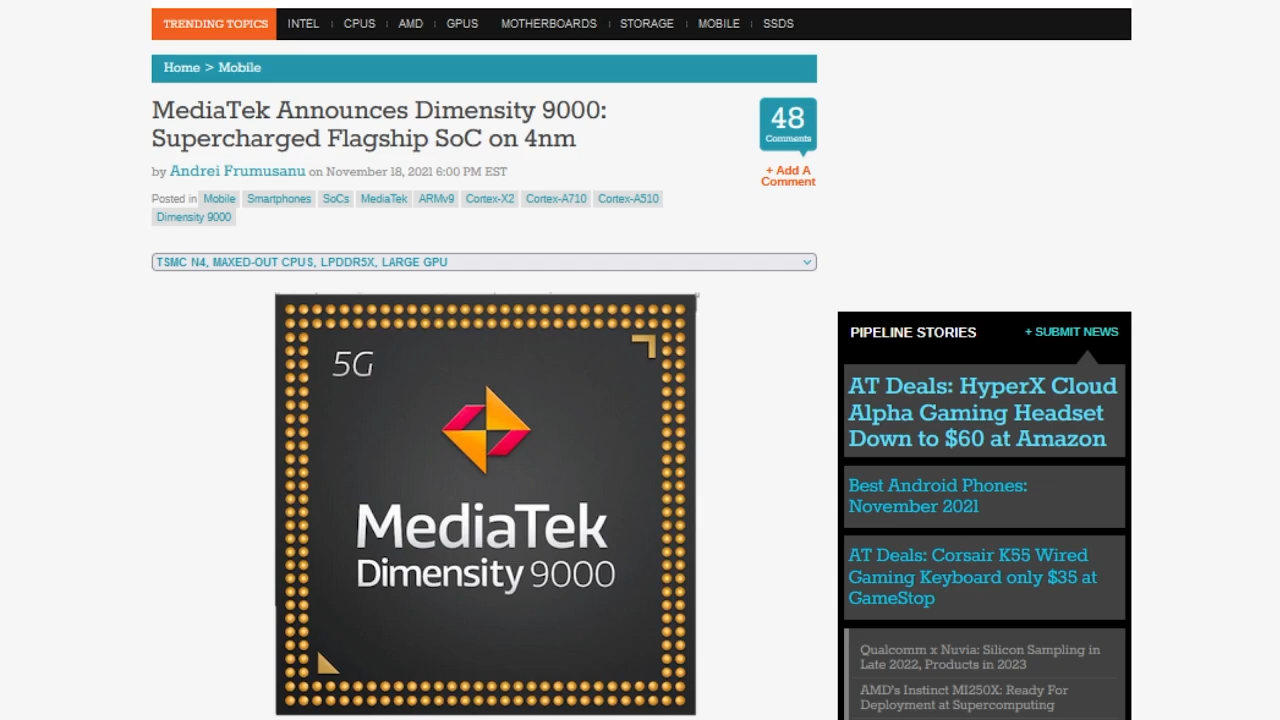 TRENDING TOPICS INTEL CPUS AMD GPUS MOTHERBOARDS STORAGE MOBILE SSDS
Home > Mobile
MediaTek Announces Dimensity 9000:
Supercharged Flagship SoC on 4nm
48
Comments
+ Add A
Comment
by Andrei Frumusanu on November 18, 2021 6:00 PM EST
Posted in Mobile Smartphones SoCs MediaTek ARMv9 Cortex-X2 Cortex-A710 Cortex-A510
Dimensity 9000
TSMC N4, MAXED-OUT CPUS, LPDDR5X, LARGE GPU
5G
MediaTek
Dimensity 9000
PIPELINE STORIES + SUBMIT NEWS
AT Deals: HyperX Cloud
Alpha Gaming Headset
Down to $60 at Amazon
Best Android Phones:
November 2021
AT Deals: Corsair K55 Wired
Gaming Keyboard only $35 at
GameStop
Qualcomm x Nuvia: Silicon Sampling in
Late 2022, Products in 2023
AMD's Instinct MI250X: Ready For
Deployment at Supercomputing